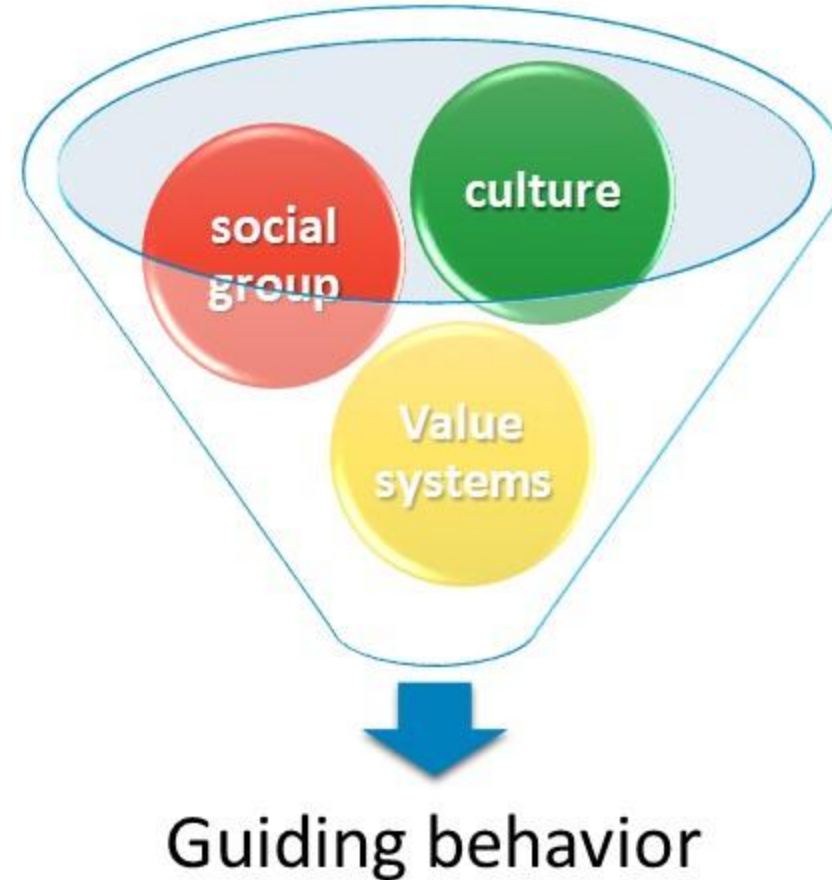 culture
social
group
Value
systems
Guiding behavior